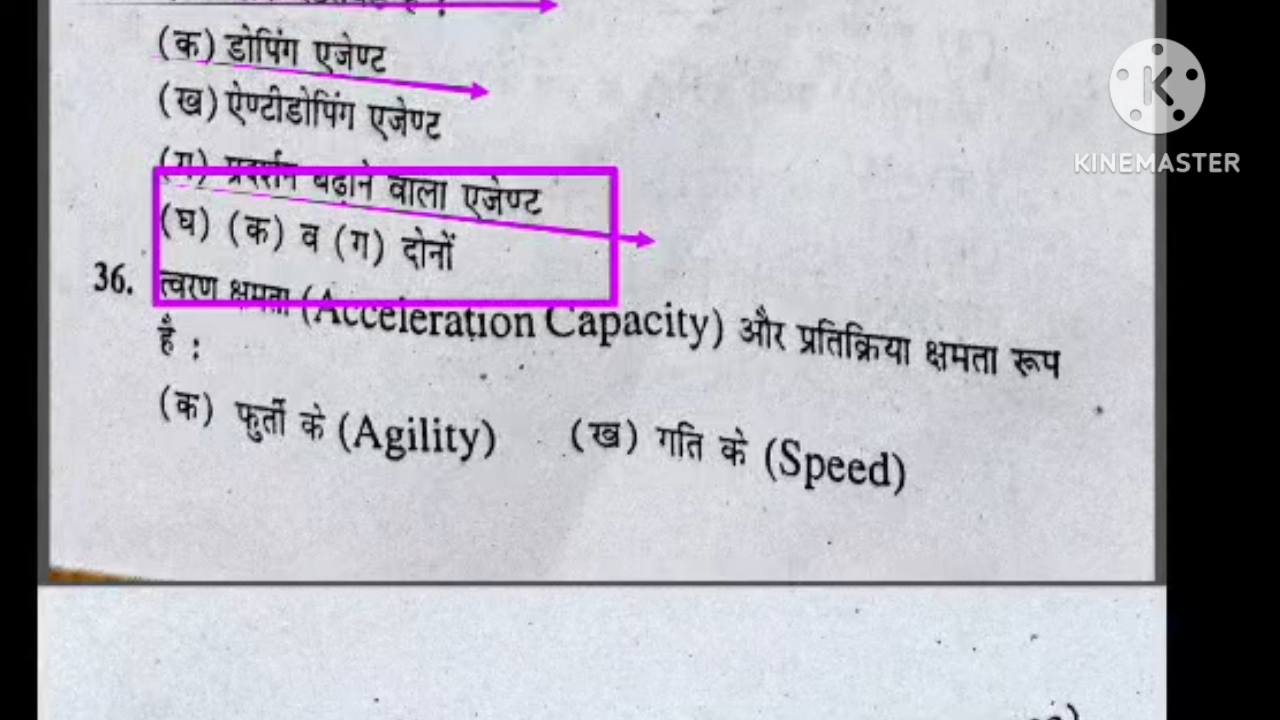 (क) डोपिंग एजेण्ट
(ख) ऐण्टीडोपिंग एजेण्ट
(ग) प्रदर्शन बढ़ाने वाला एजेण्ट
(घ) (क) व (ग) दोनों
36. त्वरण क्षमता (Acceleration Capacity) और प्रतिक्रिया क्षमता रूप
है :
(क) फुर्ती के (Agility) (ख) गति के (Speed)
KINEMASTER